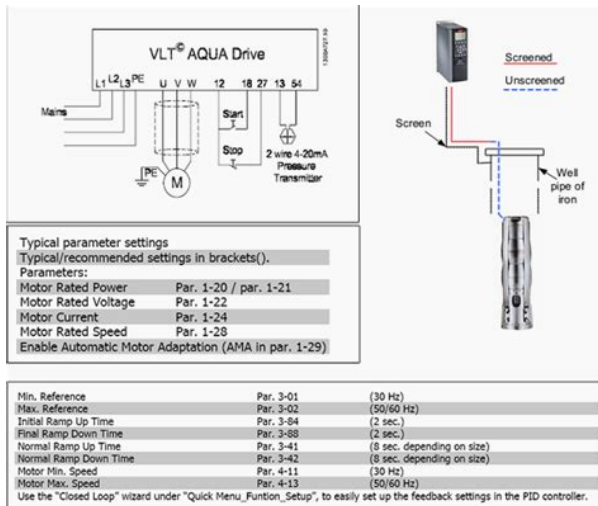 VLT© AQUA Drive
L1 L2 L3 PE U V W 12 18 27 13 54
Mains
Start
Stop
2 wire 4-20mA
Pressure
Transmitter
PE
M
Screened
Unscreened
Screen
Well
pipe of
iron
Typical parameter settings
Typical/recommended settings in brackets().
Parameters:
Motor Rated Power Par. 1-20 / par. 1-21
Motor Rated Voltage Par. 1-22
Motor Current Par. 1-24
Motor Rated Speed Par. 1-28
Enable Automatic Motor Adaptation (AMA in par. 1-29)
Min. Reference Par. 3-01 (30 Hz)
Max. Reference Par. 3-02 (50/60 Hz)
Initial Ramp Up Time Par. 3-84 (2 sec.)
Final Ramp Down Time Par. 3-88 (2 sec.)
Normal Ramp Up Time Par. 3-41 (8 sec. depending on size)
Normal Ramp Down Time Par. 3-42 (8 sec. depending on size)
Motor Min. Speed Par. 4-11 (30 Hz)
Motor Max. Speed Par. 4-13 (50/60 Hz)
Use the "Closed Loop" wizard under "Quick Menu_Funtion_Setup", to easily set up the feedback settings in the PID controller.